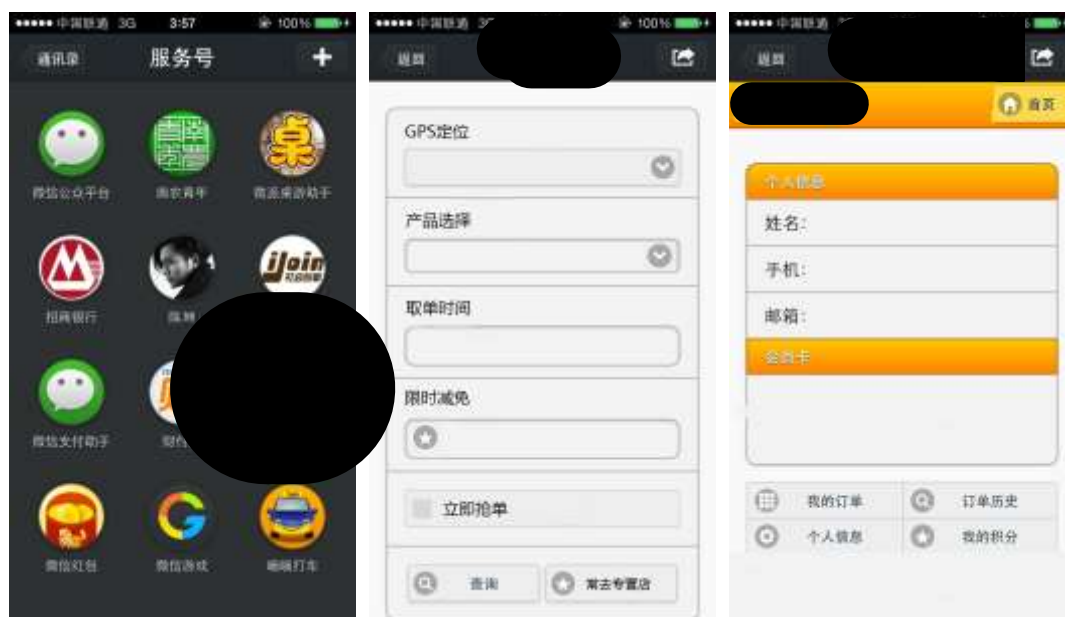 中国联通 3G 3:57 100%
通讯录 服务号
微信公众平台 南农青年 微派桌游助手
招商银行
iJoin
微信支付助手
微信红包 微信游戏 嘀嘀打车
中国联通 100%
返回
GPS定位
产品选择
取单时间
限时减免
立即抢单
查询 常去专置店
中国联通
返回
首页
个人信息
姓名:
手机:
邮箱:
会员卡
我的订单 订单历史
个人信息 我的积分